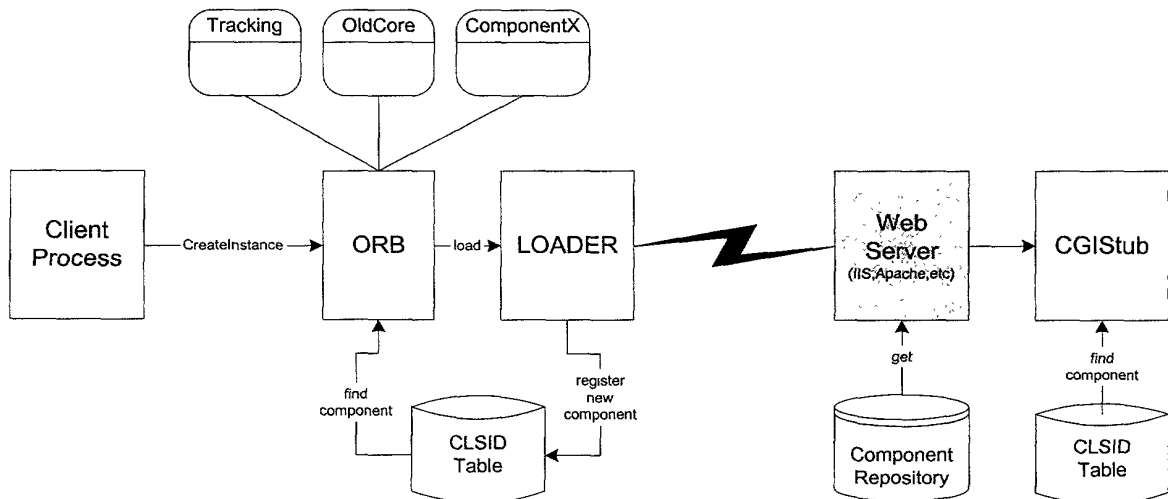 Tracking
OldCore
ComponentX
Client
Process
CreateInstance
ORB
load
LOADER
Web
Server
(IIS,Apache,etc)
CGIStub
find
component
register
new
component
get
find
component
CLSID
Table
Component
Repository
CLSID
Table